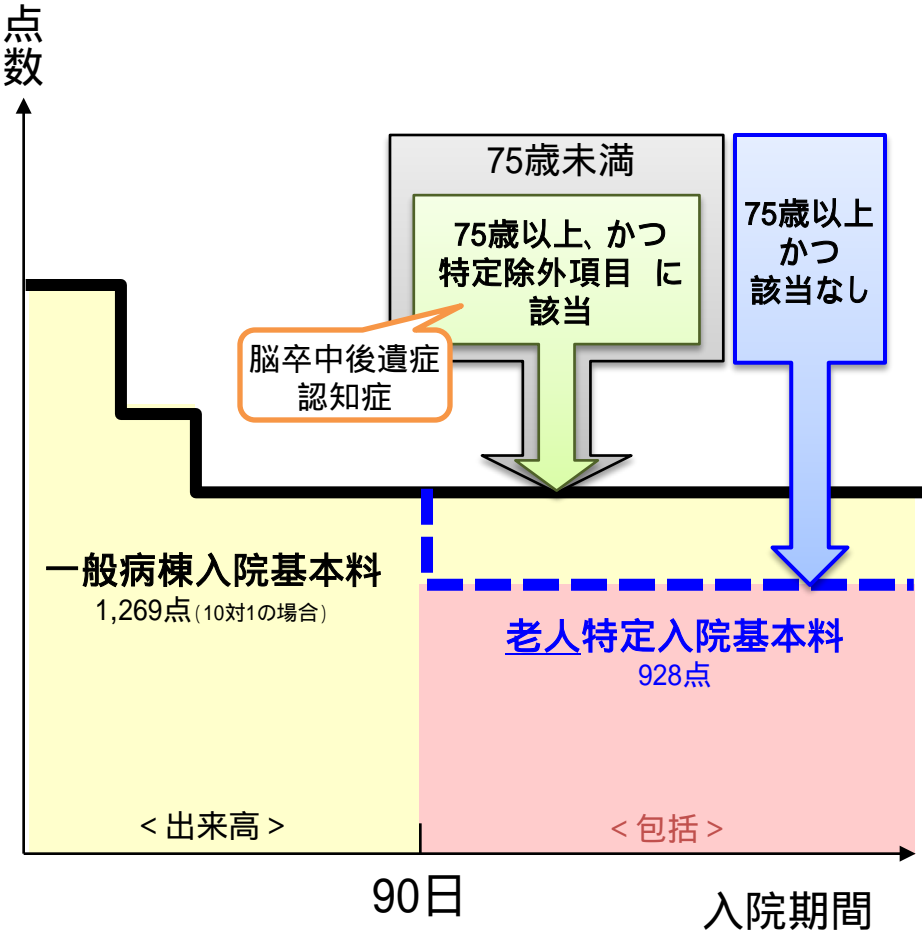 点数
75歳未満
75歳以上、かつ
特定除外項目 に
該当
75歳以上
かつ
該当なし
脳卒中後遺症
認知症
一般病棟入院基本料
1,269点(10対1の場合)
老人特定入院基本料
928点
<出来高>
<包括>
90日
入院期間